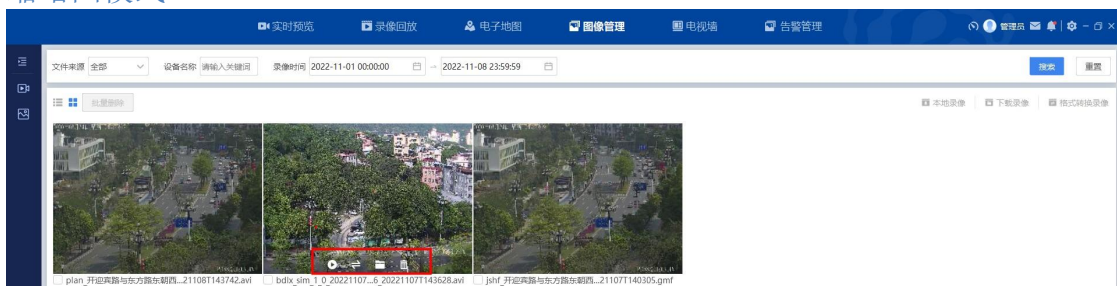 实时预览 录像回放 电子地图 图像管理 电视墙 告警管理 管理员
文件来源 全部 设备名称 请输入关键词 录像时间 2022-11-01 00:00:00 → 2022-11-08 23:59:59 搜索 重置
批量删除 本地录像 下载录像 格式转换录像
plan_开迎宾路与东方路东朝西...21108T143742.avi bdlx_sim_1_0_20221107...6_20221107T143628.avi jshf_开迎宾路与东方路东朝西...21107T140305.gmf